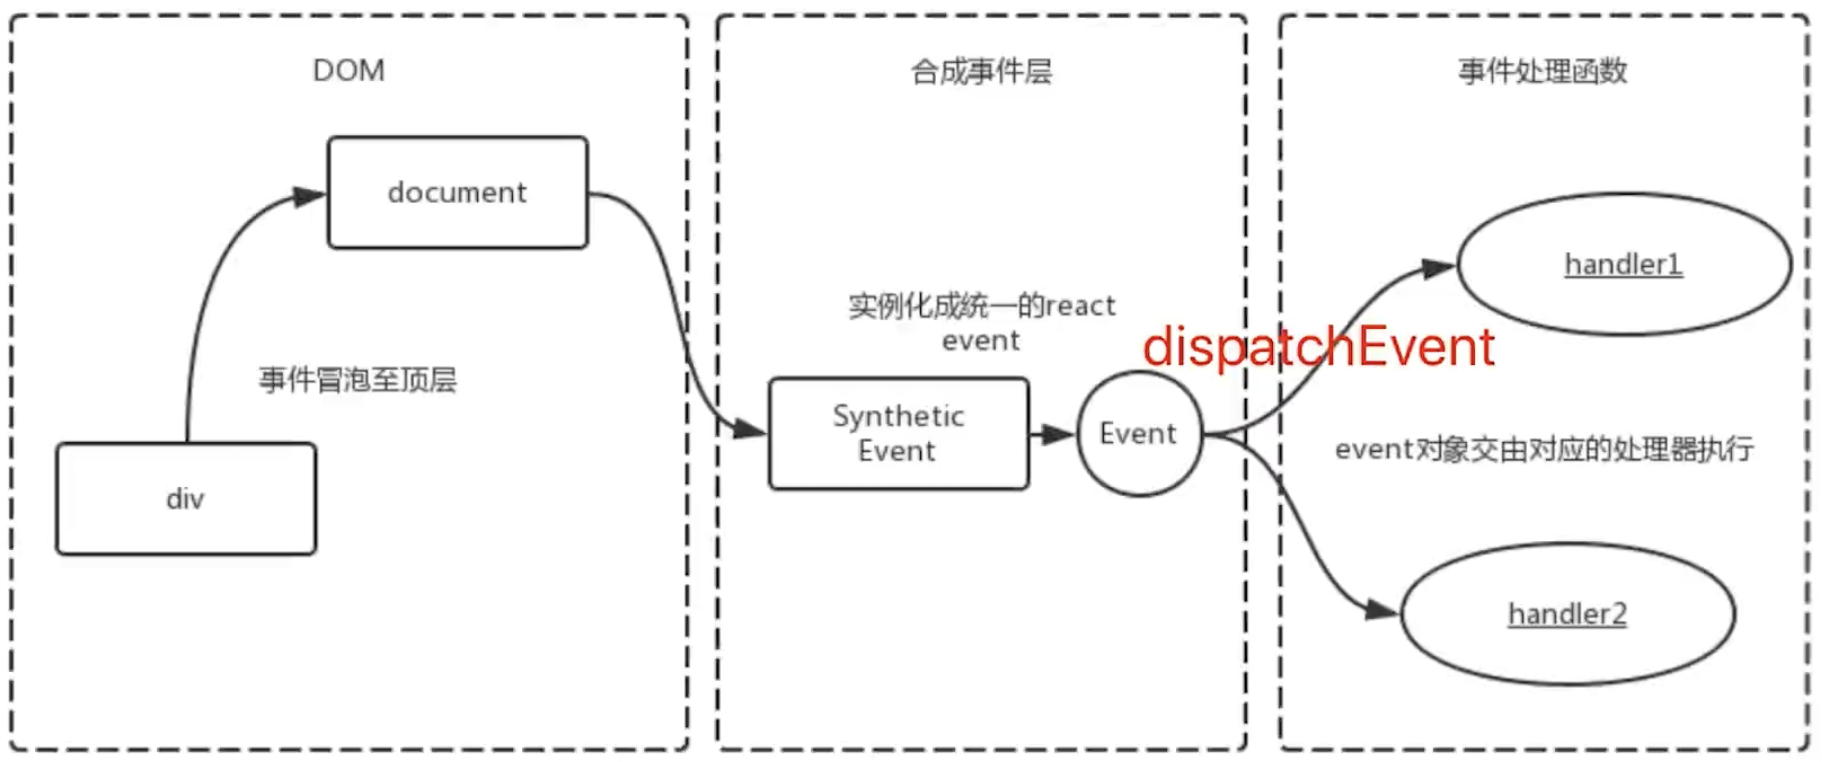 DOM
document
事件冒泡至顶层
div
合成事件层
实例化成统一的react
event
Synthetic
Event
Event
dispatchEvent
事件处理函数
handler1
event对象交由对应的处理器执行
handler2